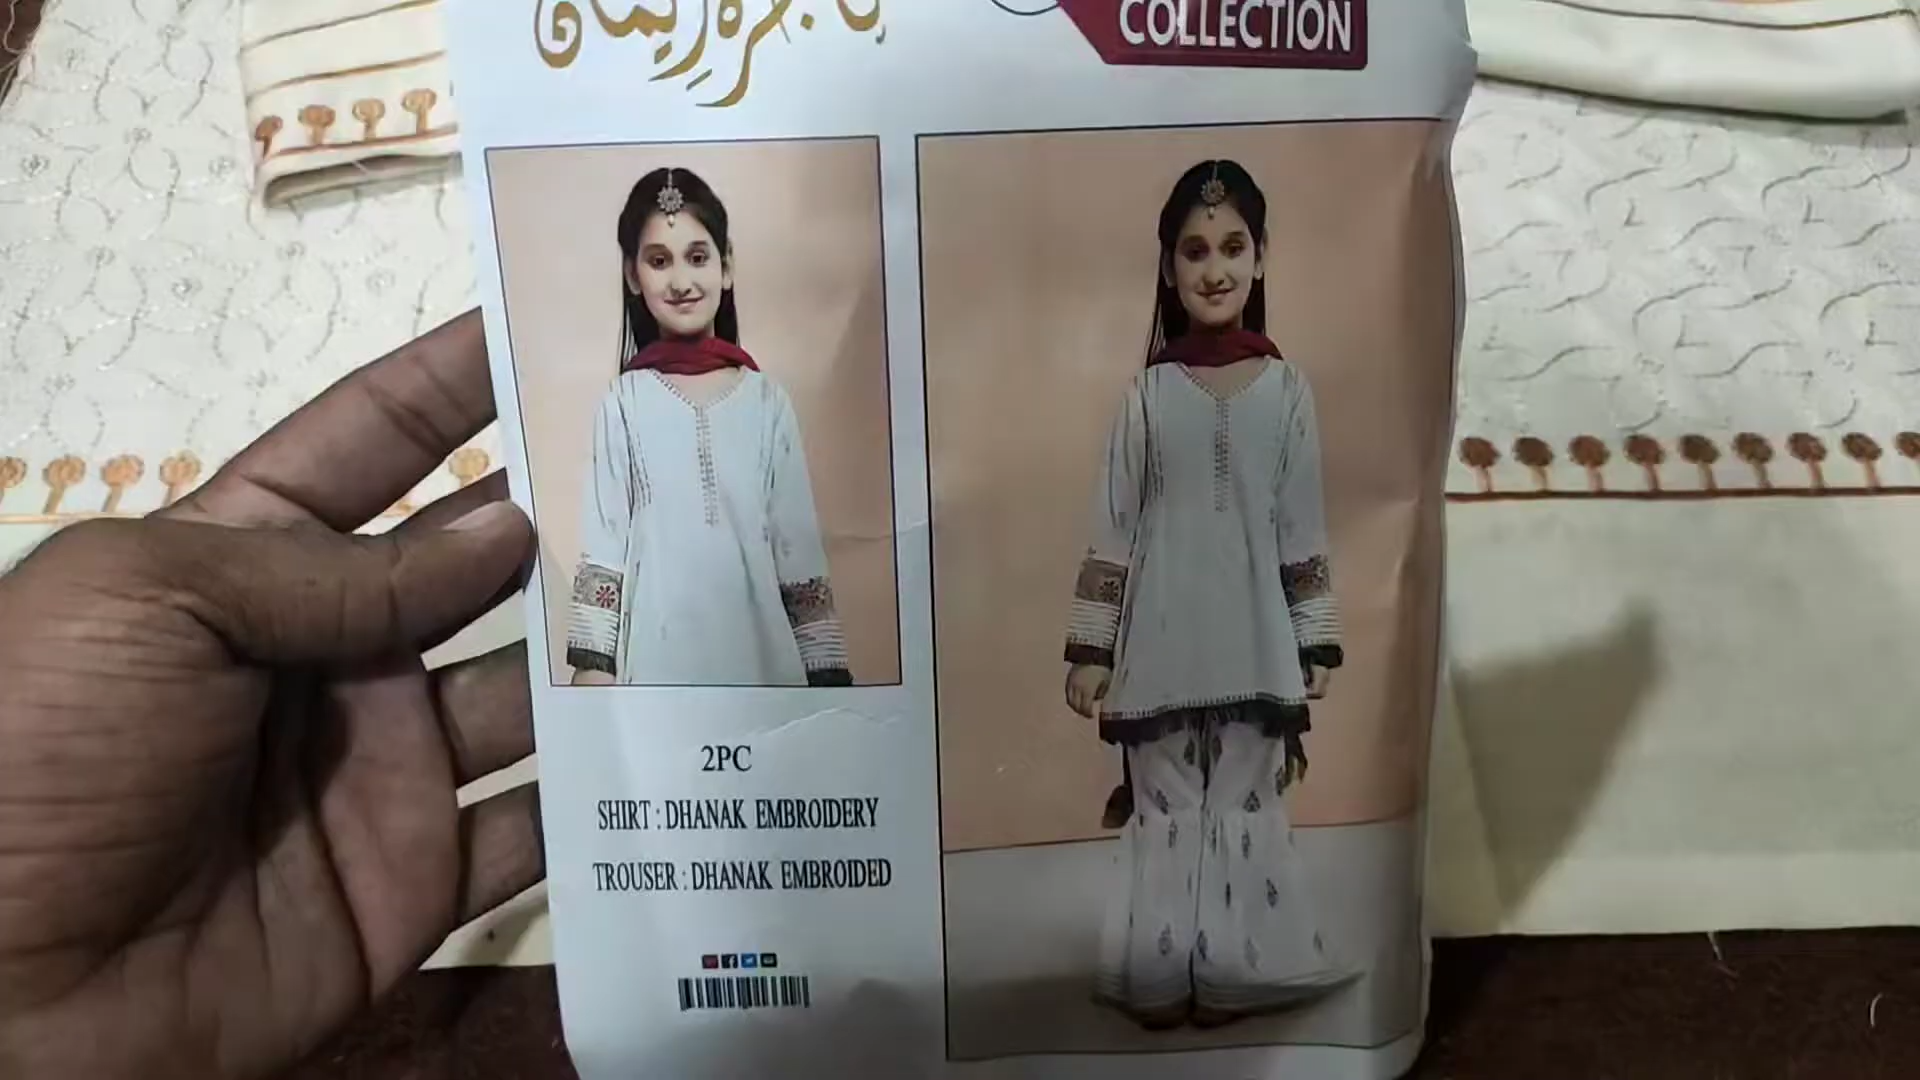 COLLECTION
2PC
SHIRT : DHANAK EMBROIDERY
TROUSER : DHANAK EMBROIDED